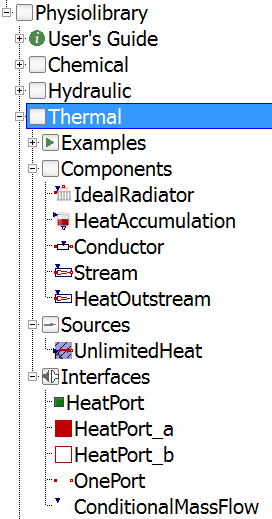 Physiolibrary
User's Guide
Chemical
Hydraulic
Thermal
Examples
Components
IdealRadiator
HeatAccumulation
Conductor
Stream
HeatOutstream
Sources
UnlimitedHeat
Interfaces
HeatPort
HeatPort_a
HeatPort_b
OnePort
ConditionalMassFlow